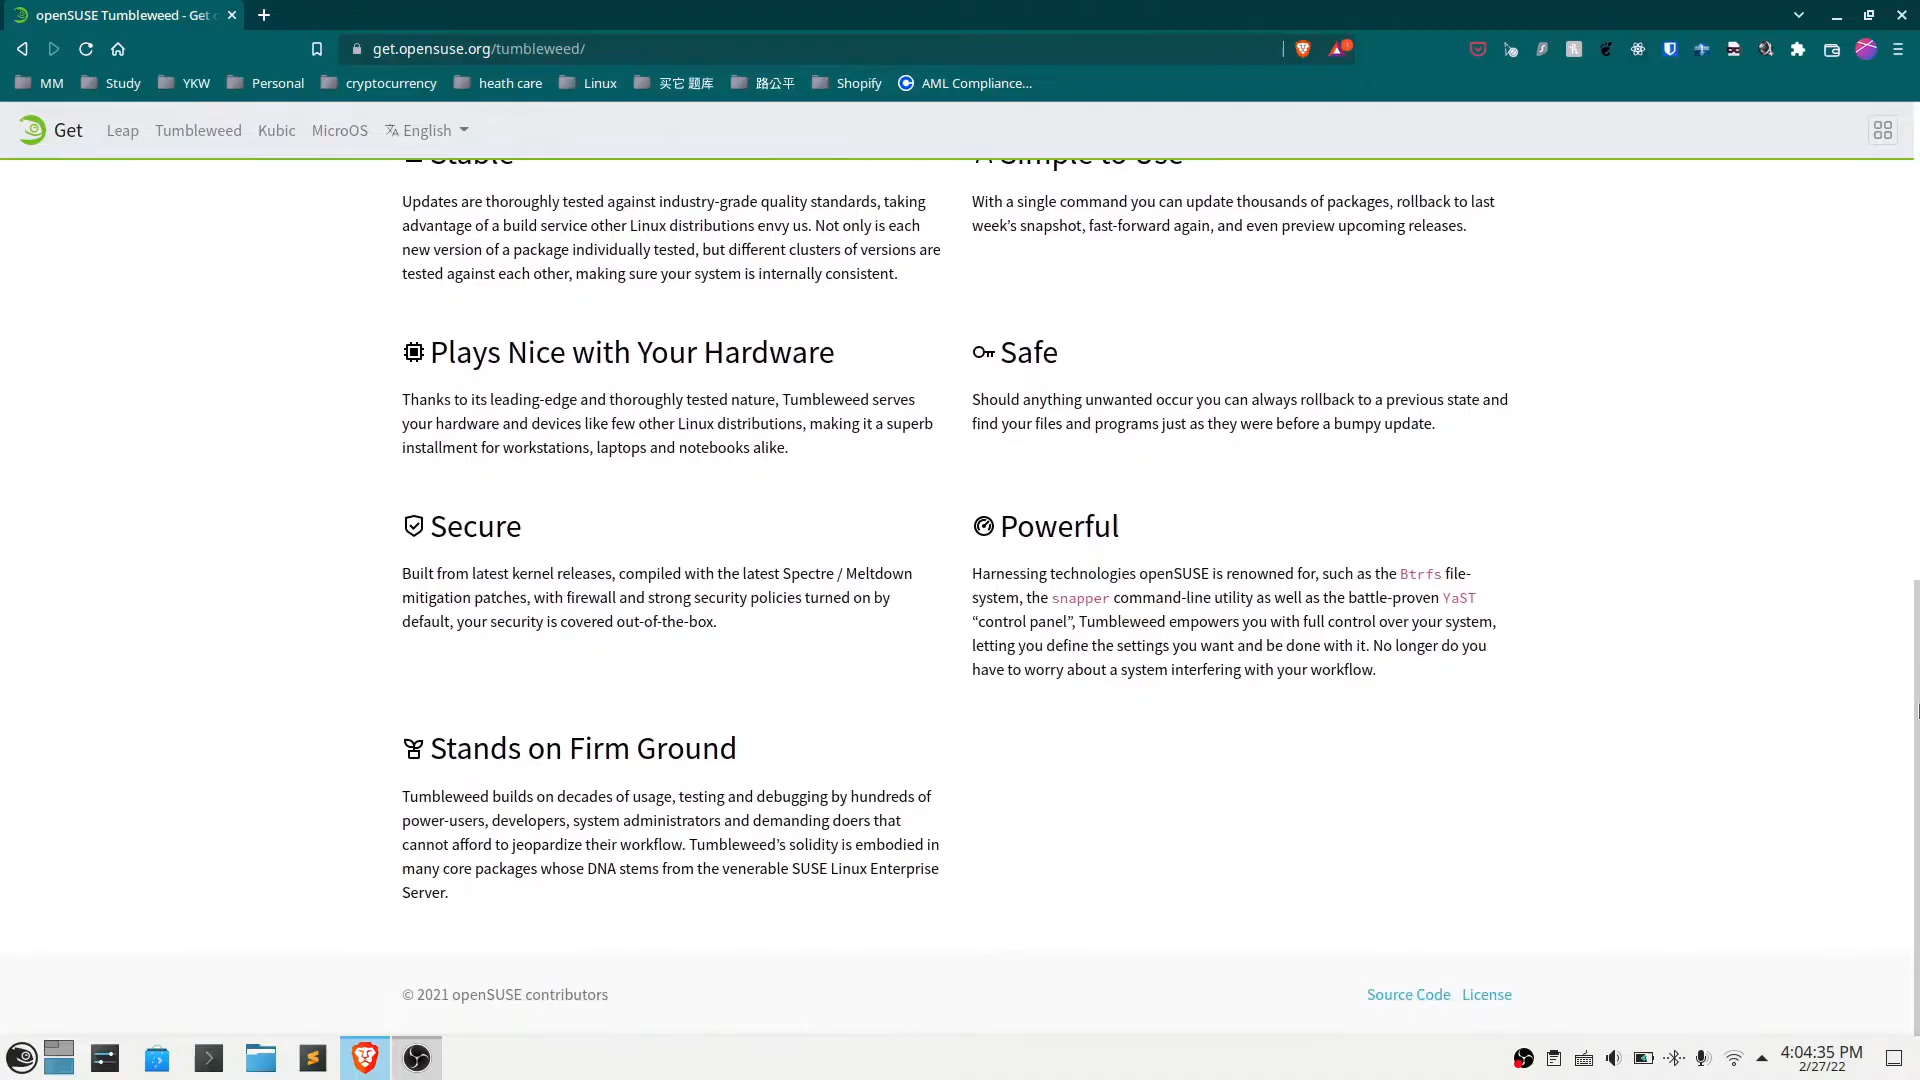 openSUSE Tumbleweed - Get
get.opensuse.org/tumbleweed/
MM Study YKW Personal cryptocurrency heath care Linux 买它 题库 路公平 Shopify AML Compliance...
Get Leap Tumbleweed Kubic MicroOS English
Stable
Simple to Use
Updates are thoroughly tested against industry-grade quality standards, taking
advantage of a build service other Linux distributions envy us. Not only is each
new version of a package individually tested, but different clusters of versions are
tested against each other, making sure your system is internally consistent.
With a single command you can update thousands of packages, rollback to last
week’s snapshot, fast-forward again, and even preview upcoming releases.
Plays Nice with Your Hardware
Thanks to its leading-edge and thoroughly tested nature, Tumbleweed serves
your hardware and devices like few other Linux distributions, making it a superb
installment for workstations, laptops and notebooks alike.
Safe
Should anything unwanted occur you can always rollback to a previous state and
find your files and programs just as they were before a bumpy update.
Secure
Built from latest kernel releases, compiled with the latest Spectre / Meltdown
mitigation patches, with firewall and strong security policies turned on by
default, your security is covered out-of-the-box.
Powerful
Harnessing technologies openSUSE is renowned for, such as the Btrfs file-
system, the snapper command-line utility as well as the battle-proven YaST
“control panel”, Tumbleweed empowers you with full control over your system,
letting you define the settings you want and be done with it. No longer do you
have to worry about a system interfering with your workflow.
Stands on Firm Ground
Tumbleweed builds on decades of usage, testing and debugging by hundreds of
power-users, developers, system administrators and demanding doers that
cannot afford to jeopardize their workflow. Tumbleweed’s solidity is embodied in
many core packages whose DNA stems from the venerable SUSE Linux Enterprise
Server.
© 2021 openSUSE contributors
Source Code License
4:04:35 PM
2/27/22